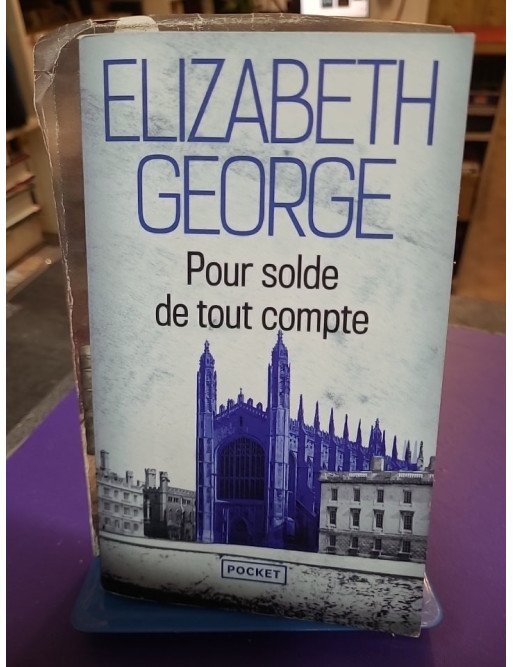 ELIZABETH
GEORGE
Pour solde
de tout compte
POCKET